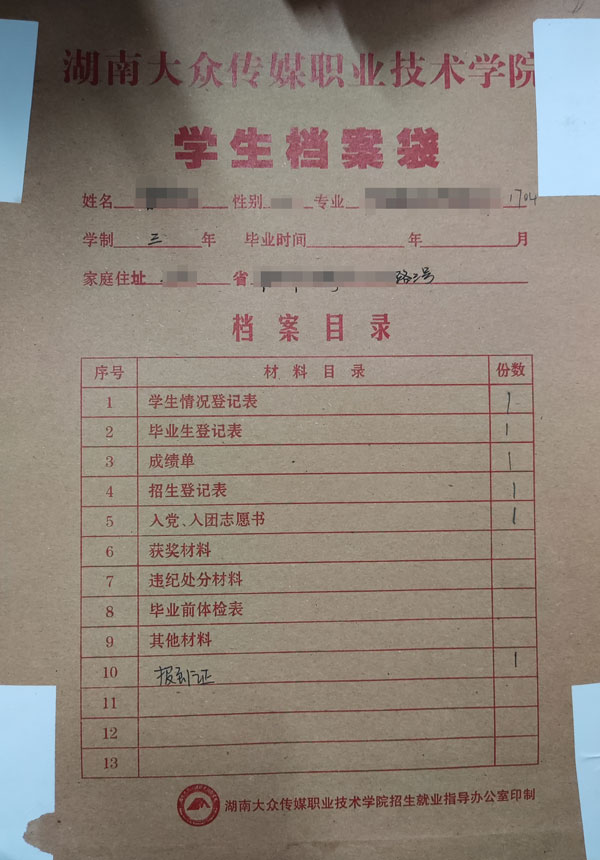 湖南大众传媒职业技术学院
学生档案袋
姓名 性别 专业 1704
学制 三 年 毕业时间 年 月
家庭住址 省 路二号
档案目录
序号 材料目录 份数
1 学生情况登记表 1
2 毕业生登记表 1
3 成绩单 1
4 招生登记表 1
5 入党、入团志愿书 1
6 获奖材料
7 违纪处分材料
8 毕业前体检表
9 其他材料
10 报到证 1
11
12
13
湖南大众传媒职业技术学院招生就业指导办公室印制